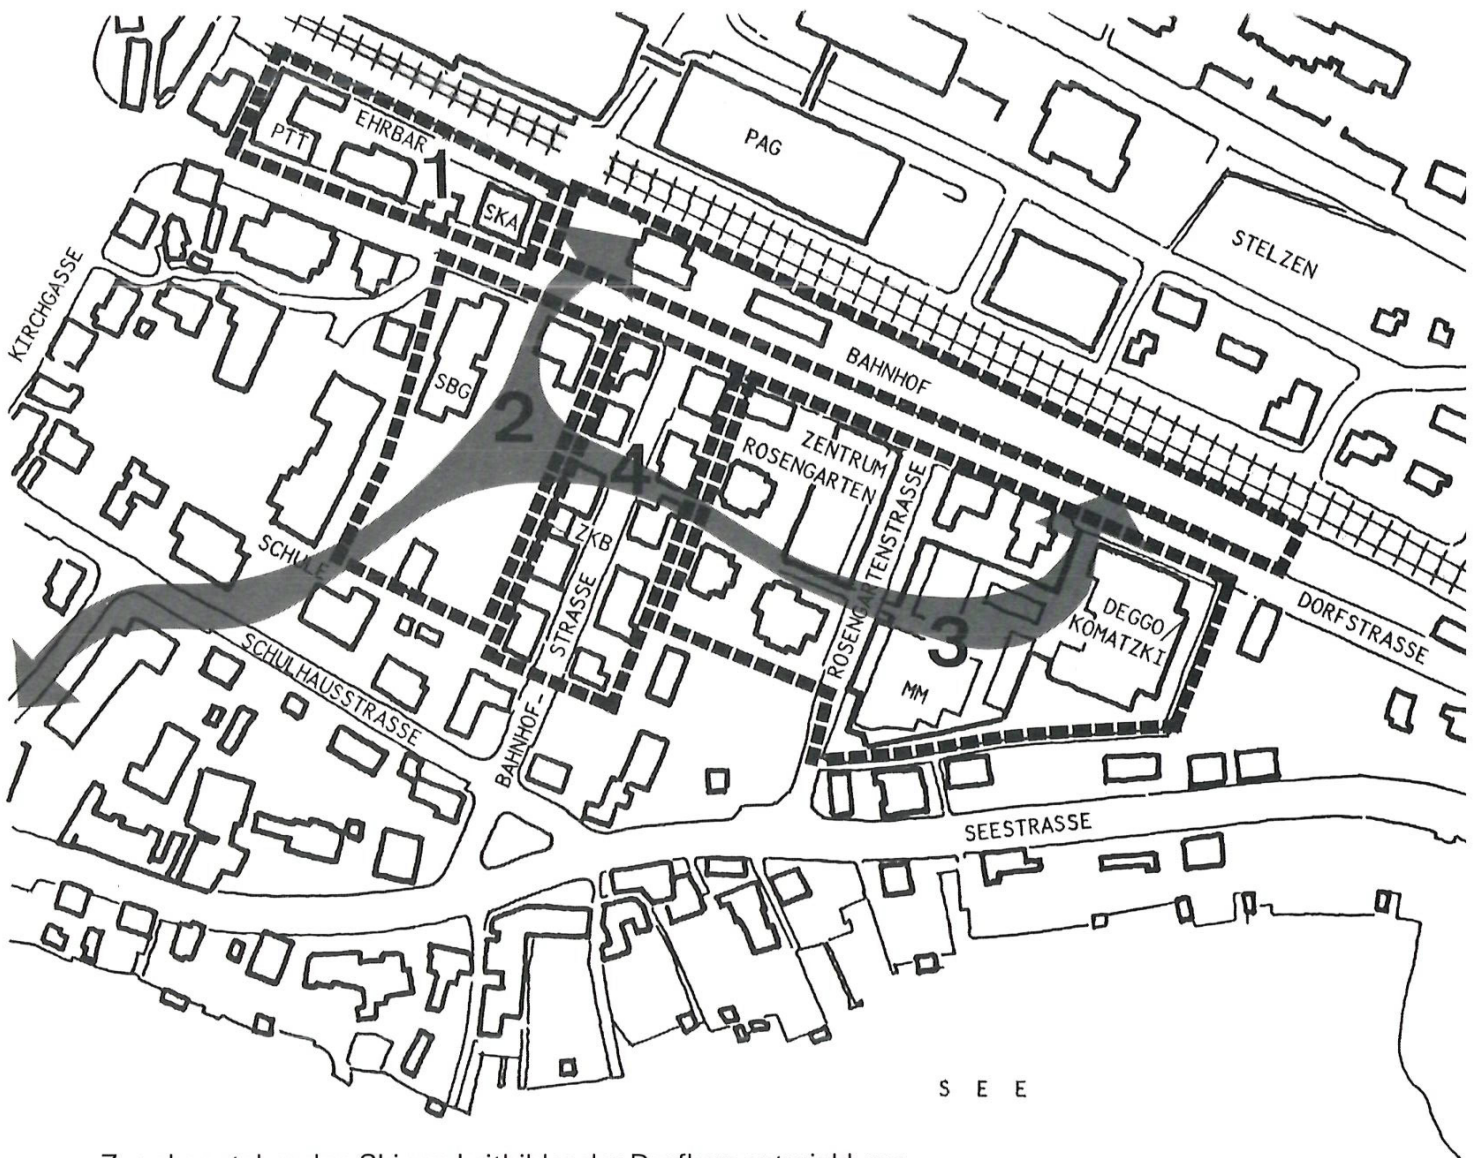 PTT
EHRBAR
1
SKA
PAG
STELZEN
KIRCHGASSE
SBG
2
BAHNHOF
ZENTRUM
ROSENGARTEN
4
ZKB
ROSENGARTENSTRASSE
SCHULE
SCHULHAUSSTRASSE
BAHNHOF-
STRASSE
3
MM
DEGGO/
KOMATZKI
DORFSTRASSE
SEESTRASSE
SEE